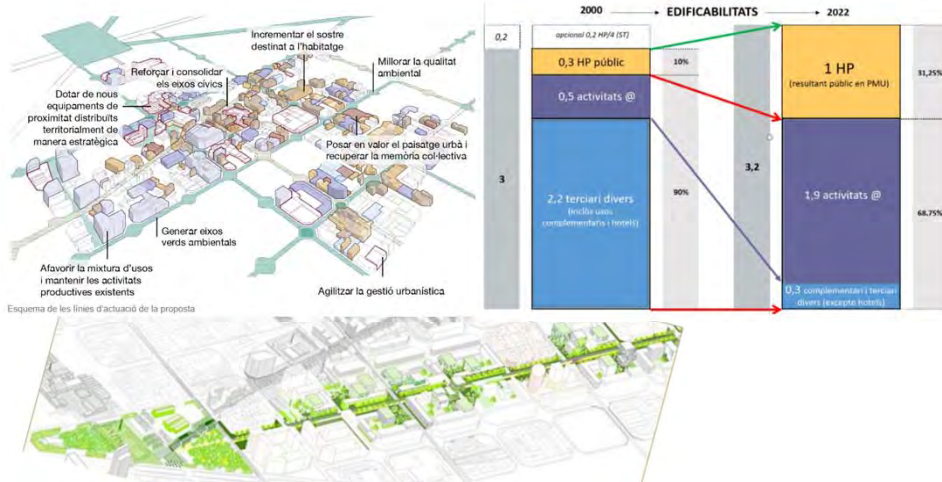 Incrementar el sostre
destinat a l'habitatge
Millorar la qualitat
ambiental
Reforçar i consolidar
els eixos cívics
Dotar de nous
equipaments de
proximitat distribuïts
territorialment de
manera estratègica
Posar en valor el paisatge urbà i
recuperar la memòria col·lectiva
Generar eixos
verds ambientals
Afavorir la mixtura d'usos
i mantenir les activitats
productives existents
Agilitzar la gestió urbanística
Esquema de les línies d'actuació de la proposta
2000
EDIFICABILITATS
2022
0,2
opcional 0,2 HP/4 (ST)
0,3 HP públic
10%
0,5 activitats @
3
2,2 terciari divers
(inclòs usos
complementaris i hotels)
90%
3,2
1 HP
(resultant públic en PMU)
31,25%
1,9 activitats @
68,75%
0,3 complementari i terciari
divers (excepte hotels)